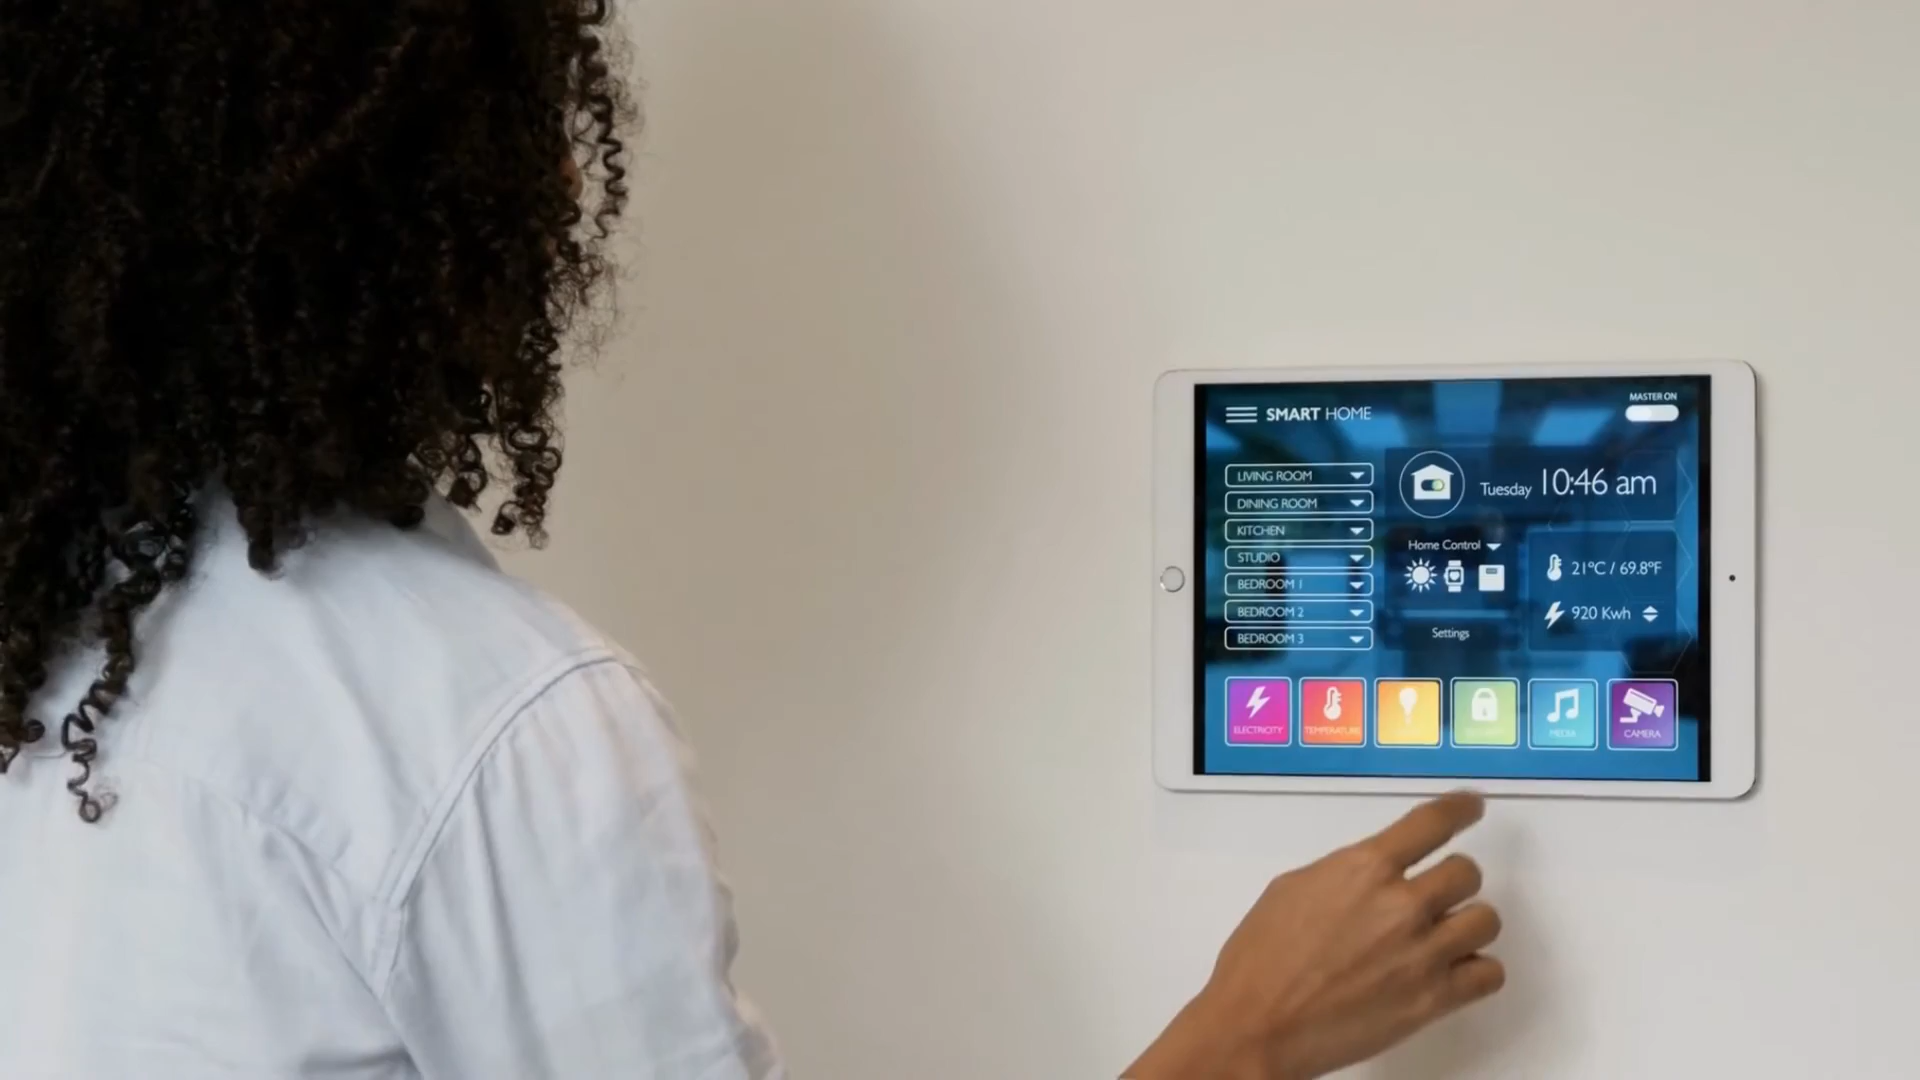 SMART HOME
MASTER ON
LIVING ROOM
DINING ROOM
KITCHEN
STUDIO
BEDROOM 1
BEDROOM 2
BEDROOM 3
Tuesday 10:46 am
Home Control
21°C / 69.8°F
920 Kwh
Settings
ELECTRICITY
TEMPERATURE
MEDIA
CAMERA